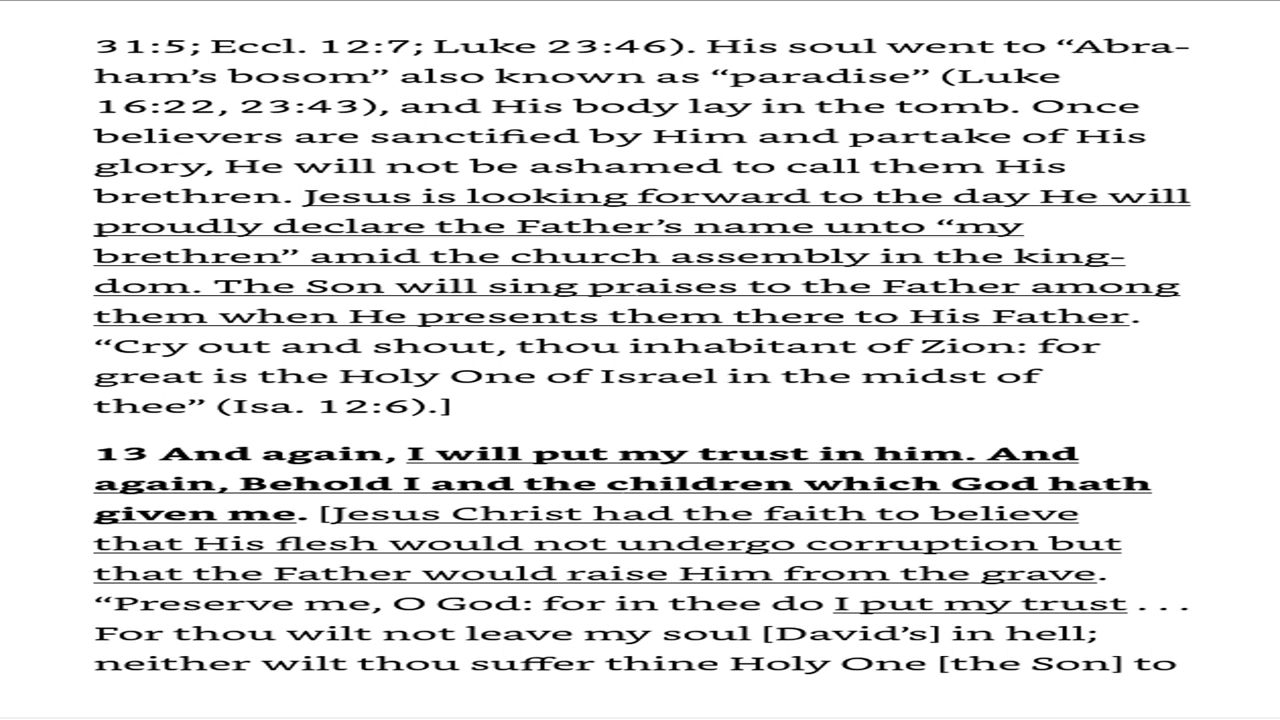 31:5; Eccl. 12:7; Luke 23:46). His soul went to “Abra-
ham’s bosom” also known as “paradise” (Luke
16:22, 23:43), and His body lay in the tomb. Once
believers are sanctified by Him and partake of His
glory, He will not be ashamed to call them His
brethren. Jesus is looking forward to the day He will
proudly declare the Father’s name unto “my
brethren” amid the church assembly in the king-
dom. The Son will sing praises to the Father among
them when He presents them there to His Father.
“Cry out and shout, thou inhabitant of Zion: for
great is the Holy One of Israel in the midst of
thee” (Isa. 12:6).]
13 And again, I will put my trust in him. And
again, Behold I and the children which God hath
given me. [Jesus Christ had the faith to believe
that His flesh would not undergo corruption but
that the Father would raise Him from the grave.
“Preserve me, O God: for in thee do I put my trust . . .
For thou wilt not leave my soul [David’s] in hell;
neither wilt thou suffer thine Holy One [the Son] to